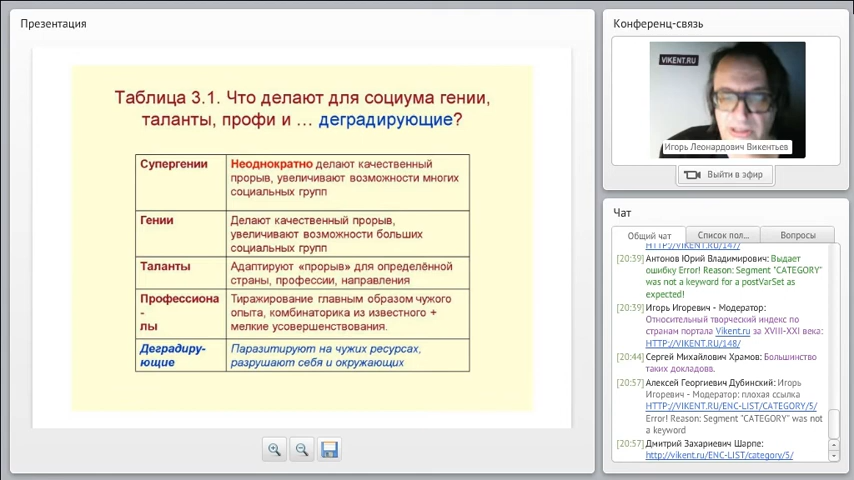 Презентация
Таблица 3.1. Что делают для социума гении,
таланты, профи и … деградирующие?
Супергении
Неоднократно делают качественный
прорыв, увеличивают возможности многих
социальных групп
Гении
Делают качественный прорыв,
увеличивают возможности больших
социальных групп
Таланты
Адаптируют «прорыв» для определённой
страны, профессии, направления
Профессиона
-
лы
Тиражирование главным образом чужого
опыта, комбинаторика из известного +
мелкие усовершенствования.
Деградиру-
ющие
Паразитируют на чужих ресурсах,
разрушают себя и окружающих
Конференц-связь
VIKENT.RU
Игорь Леонардович Викентьев
Выйти в эфир
Чат
Общий чат
Список пол...
Вопросы
HTTP://VIKENT.RU/147/
[20:39] Антонов Юрий Владимирович: Выдает
ошибку Error! Reason: Segment "CATEGORY"
was not a keyword for a postVarSet as
expected!
[20:39] Игорь Игоревич - Модератор:
Относительный творческий индекс по
странам портала Vikent.ru за XVIII-XXI века:
HTTP://VIKENT.RU/148/
[20:44] Сергей Михайлович Храмов: Большинство
таких докладовв.
[20:57] Алексей Георгиевич Дубинский: Игорь
Игоревич - Модератор: плохая ссылка
HTTP://VIKENT.RU/ENC-LIST/CATEGORY/5/
Error! Reason: Segment "CATEGORY" was not
a keyword
[20:57] Дмитрий Захариевич Шарпе:
http://vikent.ru/ENC-LIST/category/5/